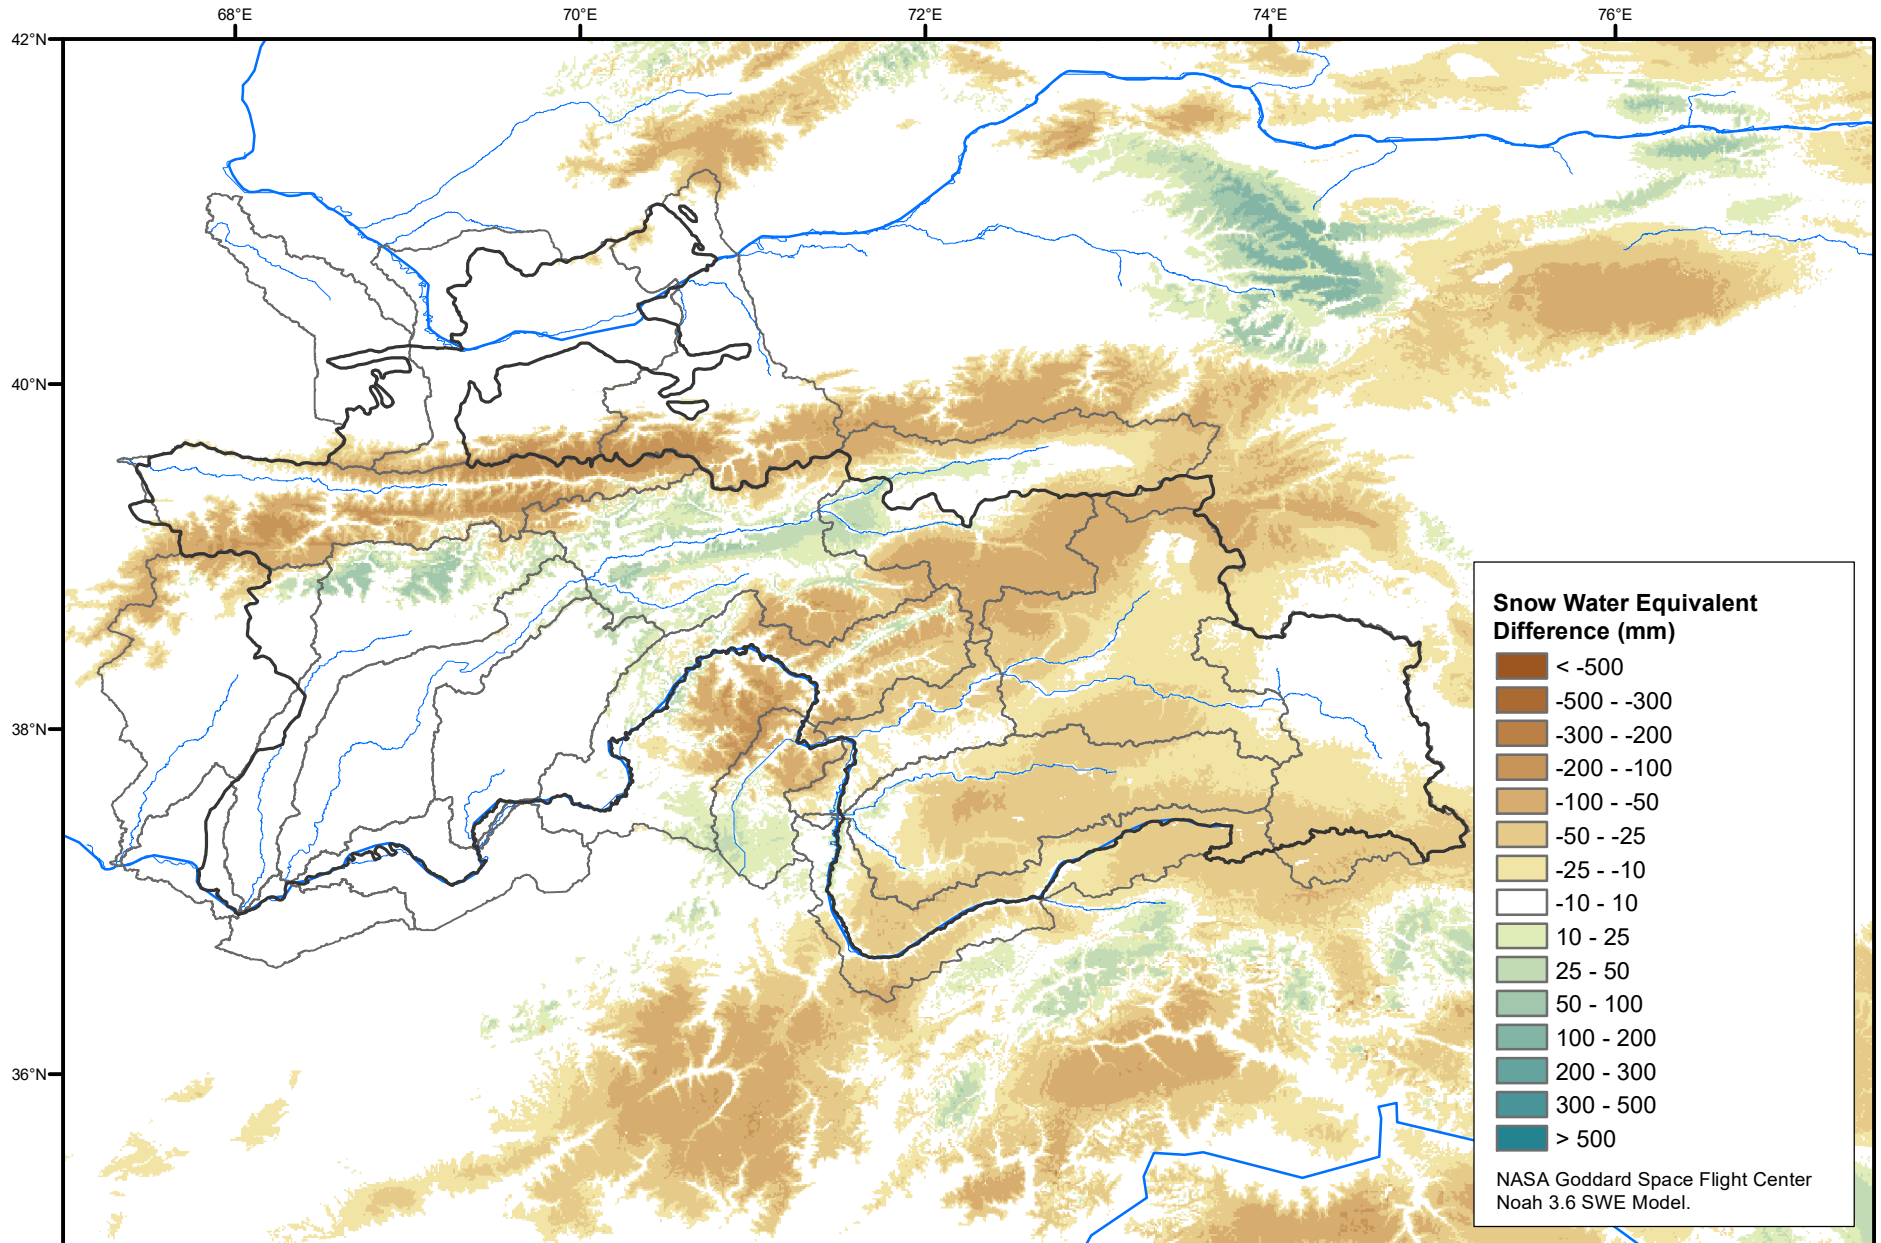 68°E
70°E
72°E
74°E
76°E
42°N
40°N
38°N
36°N
Snow Water Equivalent
Difference (mm)
< -500
-500 - -300
-300 - -200
-200 - -100
-100 - -50
-50 - -25
-25 - -10
-10 - 10
10 - 25
25 - 50
50 - 100
100 - 200
200 - 300
300 - 500
> 500
NASA Goddard Space Flight Center
Noah 3.6 SWE Model.